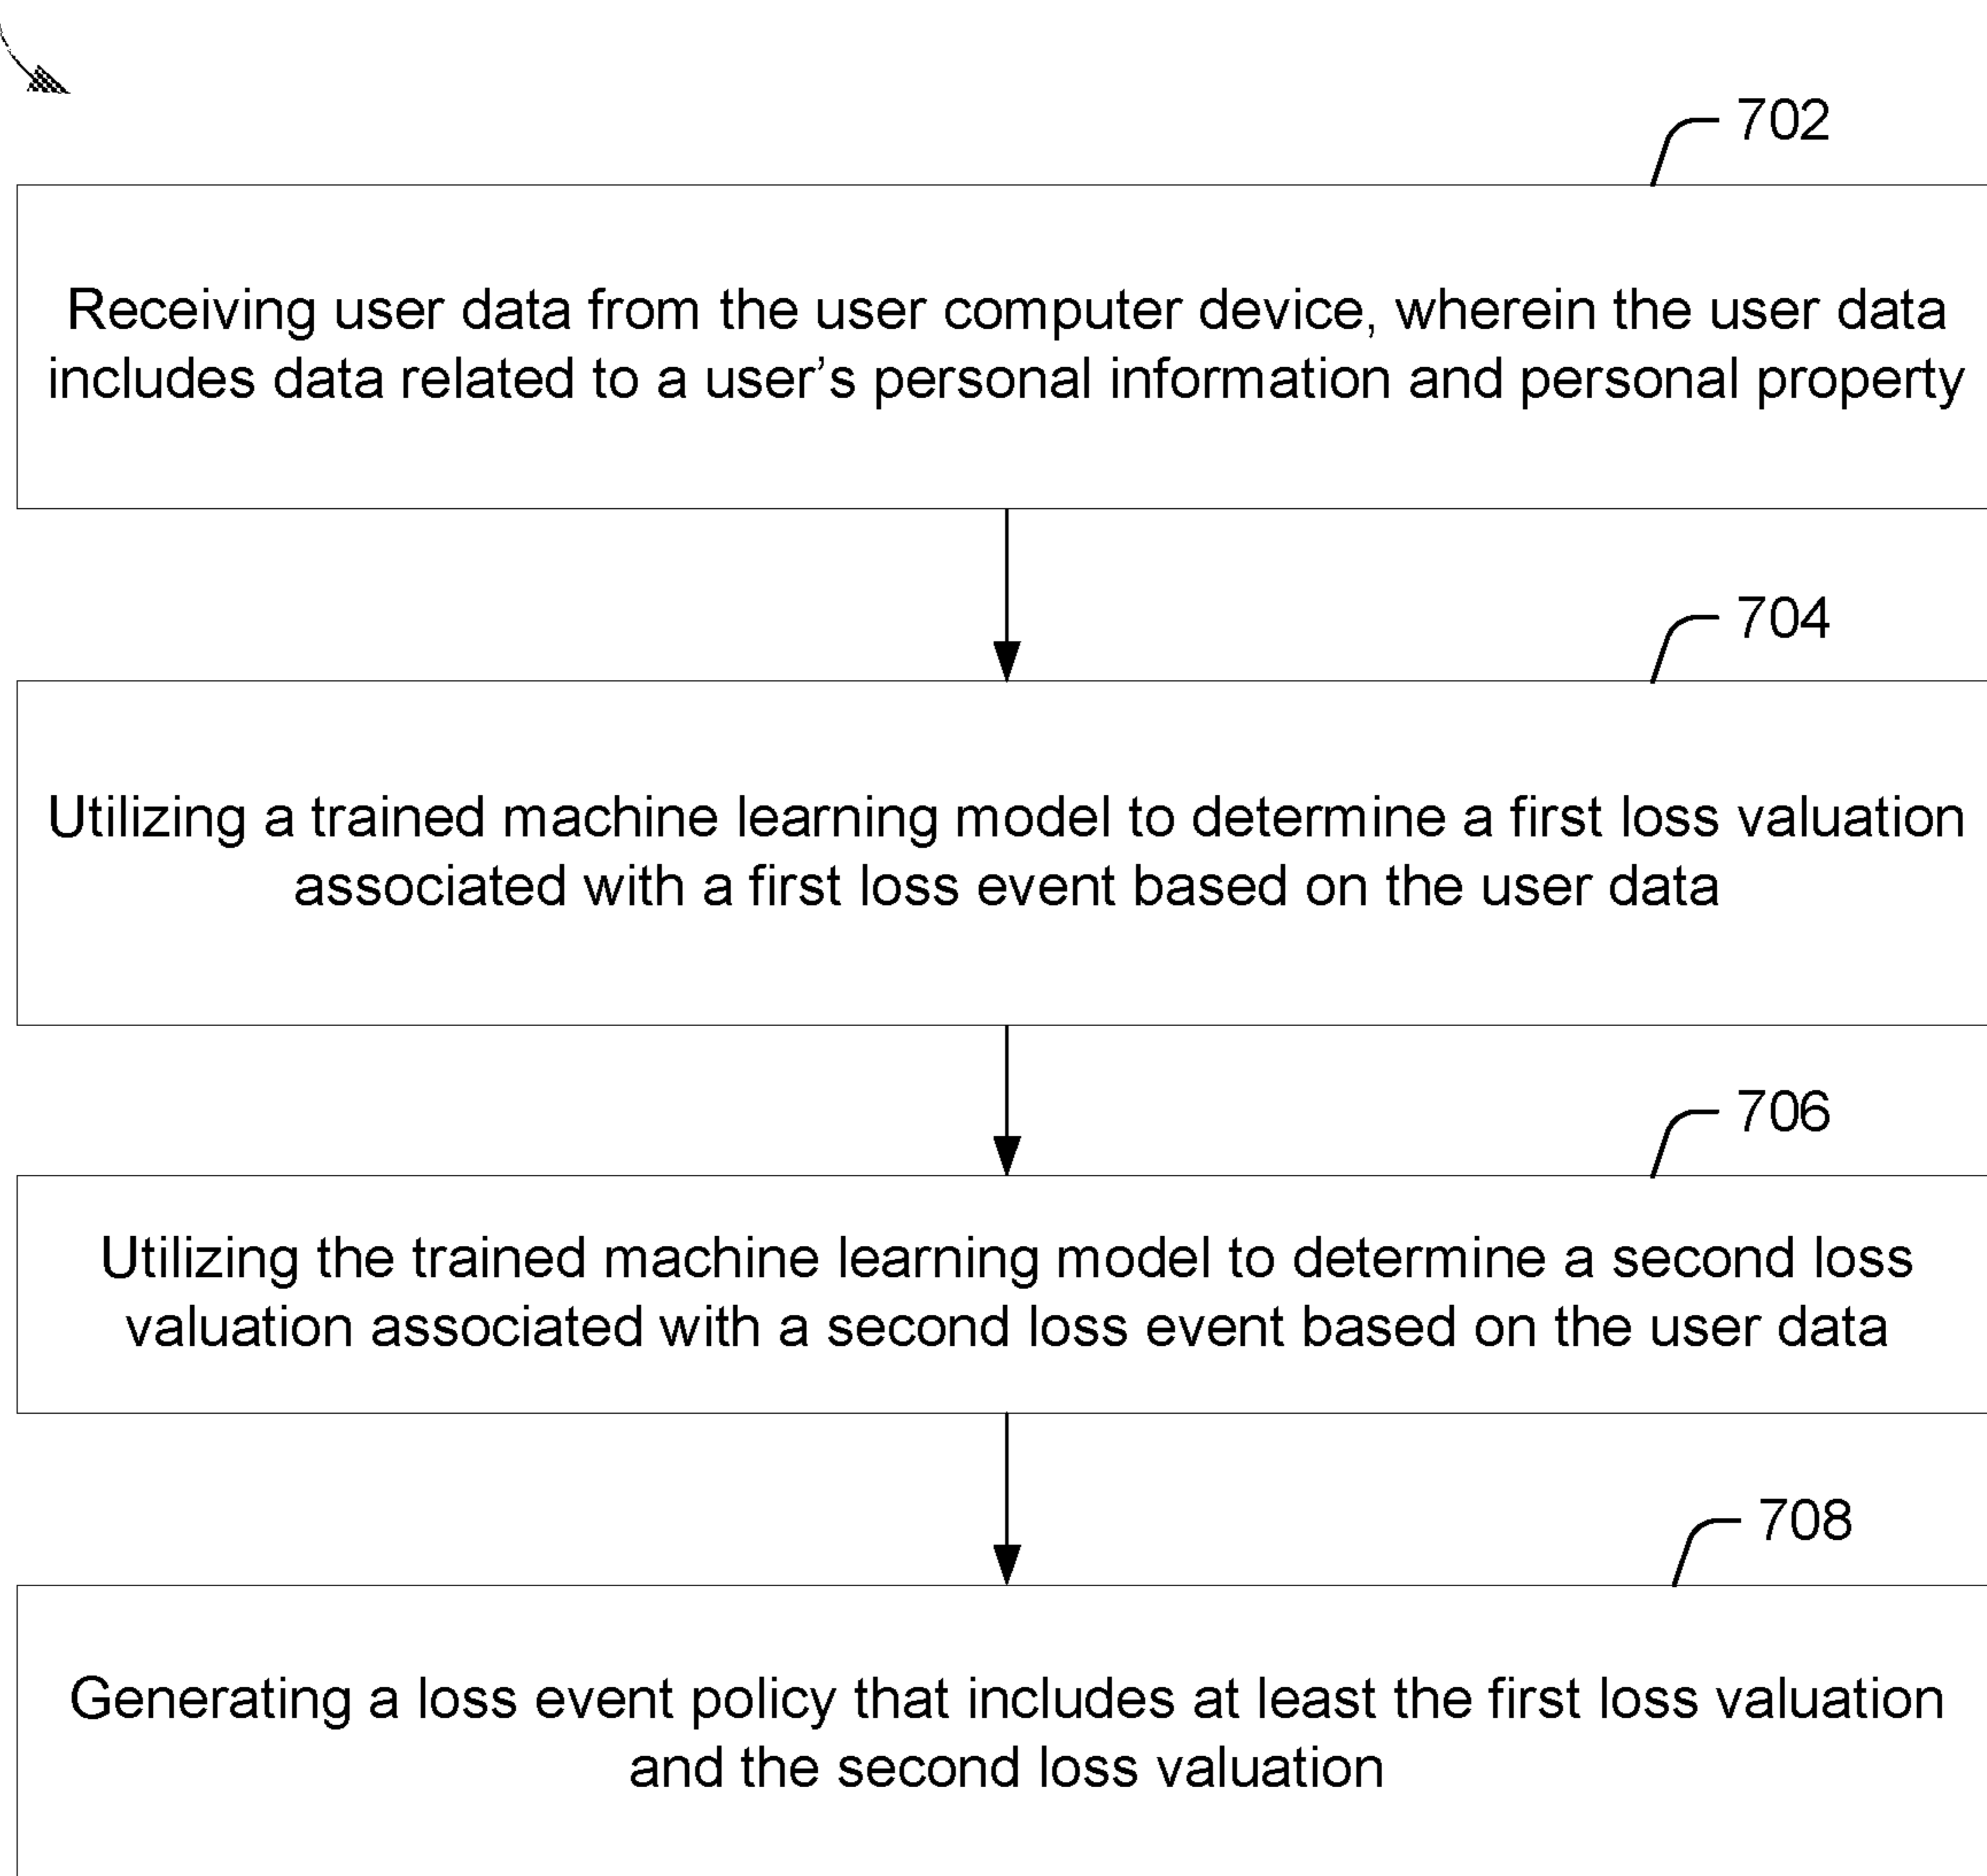 702
Receiving user data from the user computer device, wherein the user data
includes data related to a user’s personal information and personal property
704
Utilizing a trained machine learning model to determine a first loss valuation
associated with a first loss event based on the user data
706
Utilizing the trained machine learning model to determine a second loss
valuation associated with a second loss event based on the user data
708
Generating a loss event policy that includes at least the first loss valuation
and the second loss valuation